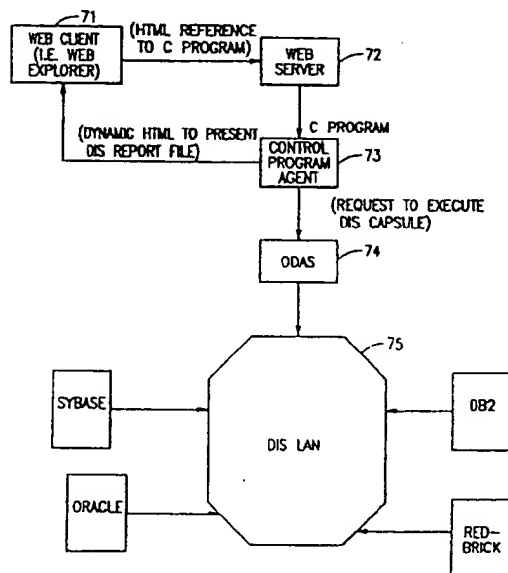 71
WEB CLIENT
(I.E. WEB
EXPLORER)
(HTML REFERENCE
TO C PROGRAM)
WEB
SERVER
72
(DYNAMIC HTML TO PRESENT
DIS REPORT FILE)
C PROGRAM
CONTROL
PROGRAM
AGENT
73
(REQUEST TO EXECUTE
DIS CAPSULE)
ODAS
74
75
SYBASE
DIS LAN
DB2
ORACLE
RED-
BRICK